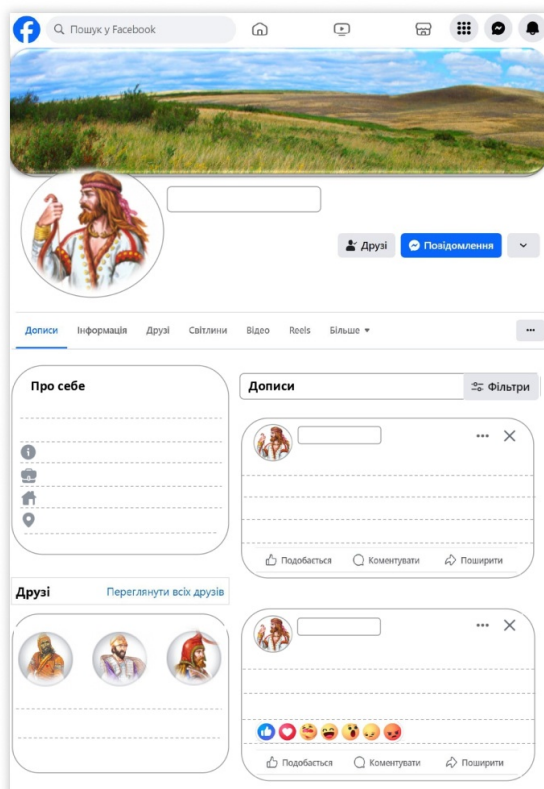 Пошук у Facebook
Друзі
Повідомлення
Дописи Інформація Друзі Світлини Відео Reels Більше
Про себе
Дописи
Фільтри
Подобається Коментувати Поширити
Друзі Переглянути всіх друзів
Подобається Коментувати Поширити